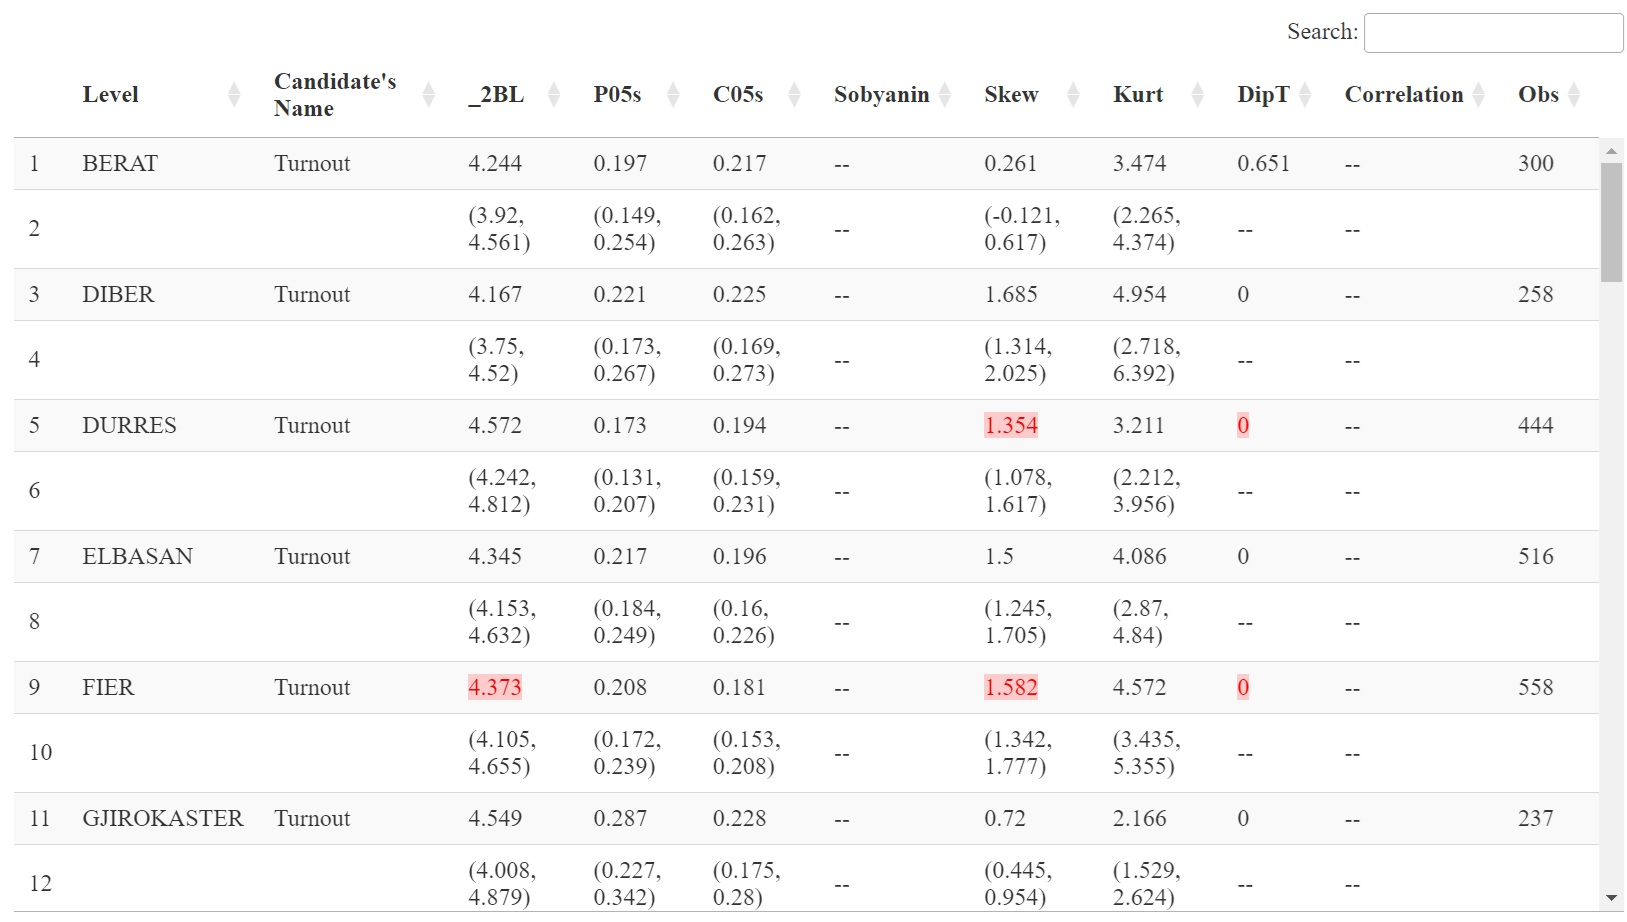 Search:
Level Candidate's Name _2BL P05s C05s Sobyanin Skew Kurt DipT Correlation Obs
1 BERAT Turnout 4.244 0.197 0.217 -- 0.261 3.474 0.651 -- 300
2 (3.92, 4.561) (0.149, 0.254) (0.162, 0.263) -- (-0.121, 0.617) (2.265, 4.374) -- --
3 DIBER Turnout 4.167 0.221 0.225 -- 1.685 4.954 0 -- 258
4 (3.75, 4.52) (0.173, 0.267) (0.169, 0.273) -- (1.314, 2.025) (2.718, 6.392) -- --
5 DURRES Turnout 4.572 0.173 0.194 -- 1.354 3.211 0 -- 444
6 (4.242, 4.812) (0.131, 0.207) (0.159, 0.231) -- (1.078, 1.617) (2.212, 3.956) -- --
7 ELBASAN Turnout 4.345 0.217 0.196 -- 1.5 4.086 0 -- 516
8 (4.153, 4.632) (0.184, 0.249) (0.16, 0.226) -- (1.245, 1.705) (2.87, 4.84) -- --
9 FIER Turnout 4.373 0.208 0.181 -- 1.582 4.572 0 -- 558
10 (4.105, 4.655) (0.172, 0.239) (0.153, 0.208) -- (1.342, 1.777) (3.435, 5.355) -- --
11 GJIROKASTER Turnout 4.549 0.287 0.228 -- 0.72 2.166 0 -- 237
12 (4.008, 4.879) (0.227, 0.342) (0.175, 0.28) -- (0.445, 0.954) (1.529, 2.624) -- --